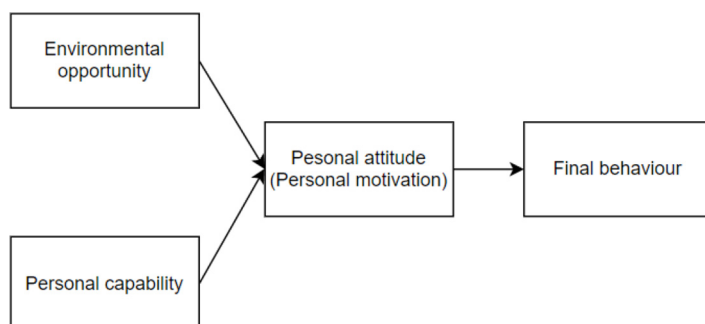 Environmental
opportunity
Pesonal attitude
(Personal motivation)
Final behaviour
Personal capability